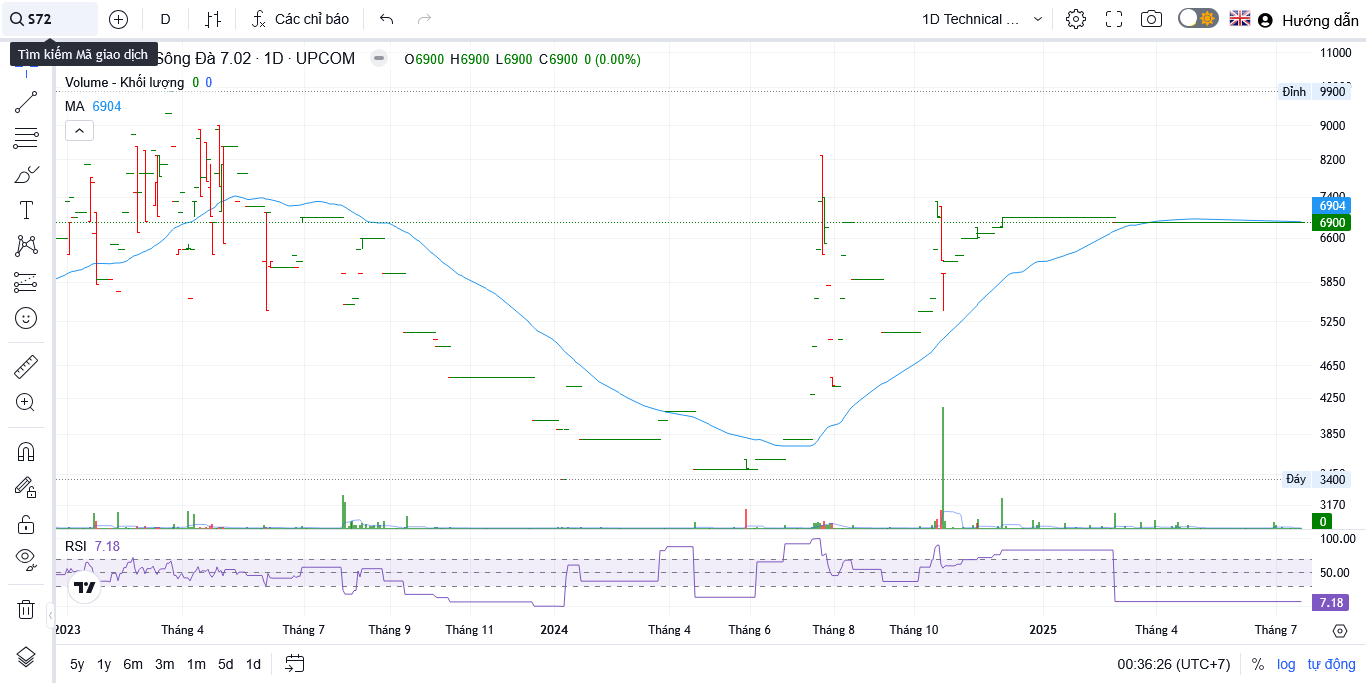 S72
D
Các chỉ báo
1D Technical ...
Hướng dẫn
Tìm kiếm Mã giao dịch
Sông Đà 7.02 · 1D · UPCOM
O6900 H6900 L6900 C6900 0 (0.00%)
Volume - Khối lượng 0 0
MA 6904
11000
Đỉnh 9900
9000
8200
7400
6904
6900
6600
5850
5250
4650
4250
3850
3450
Đáy 3400
3170
0
RSI 7.18
100.00
50.00
7.18
2023 Tháng 4 Tháng 7 Tháng 9 Tháng 11 2024 Tháng 4 Tháng 6 Tháng 8 Tháng 10 2025 Tháng 4 Tháng 7
5y 1y 6m 3m 1m 5d 1d
00:36:26 (UTC+7) % log tự động